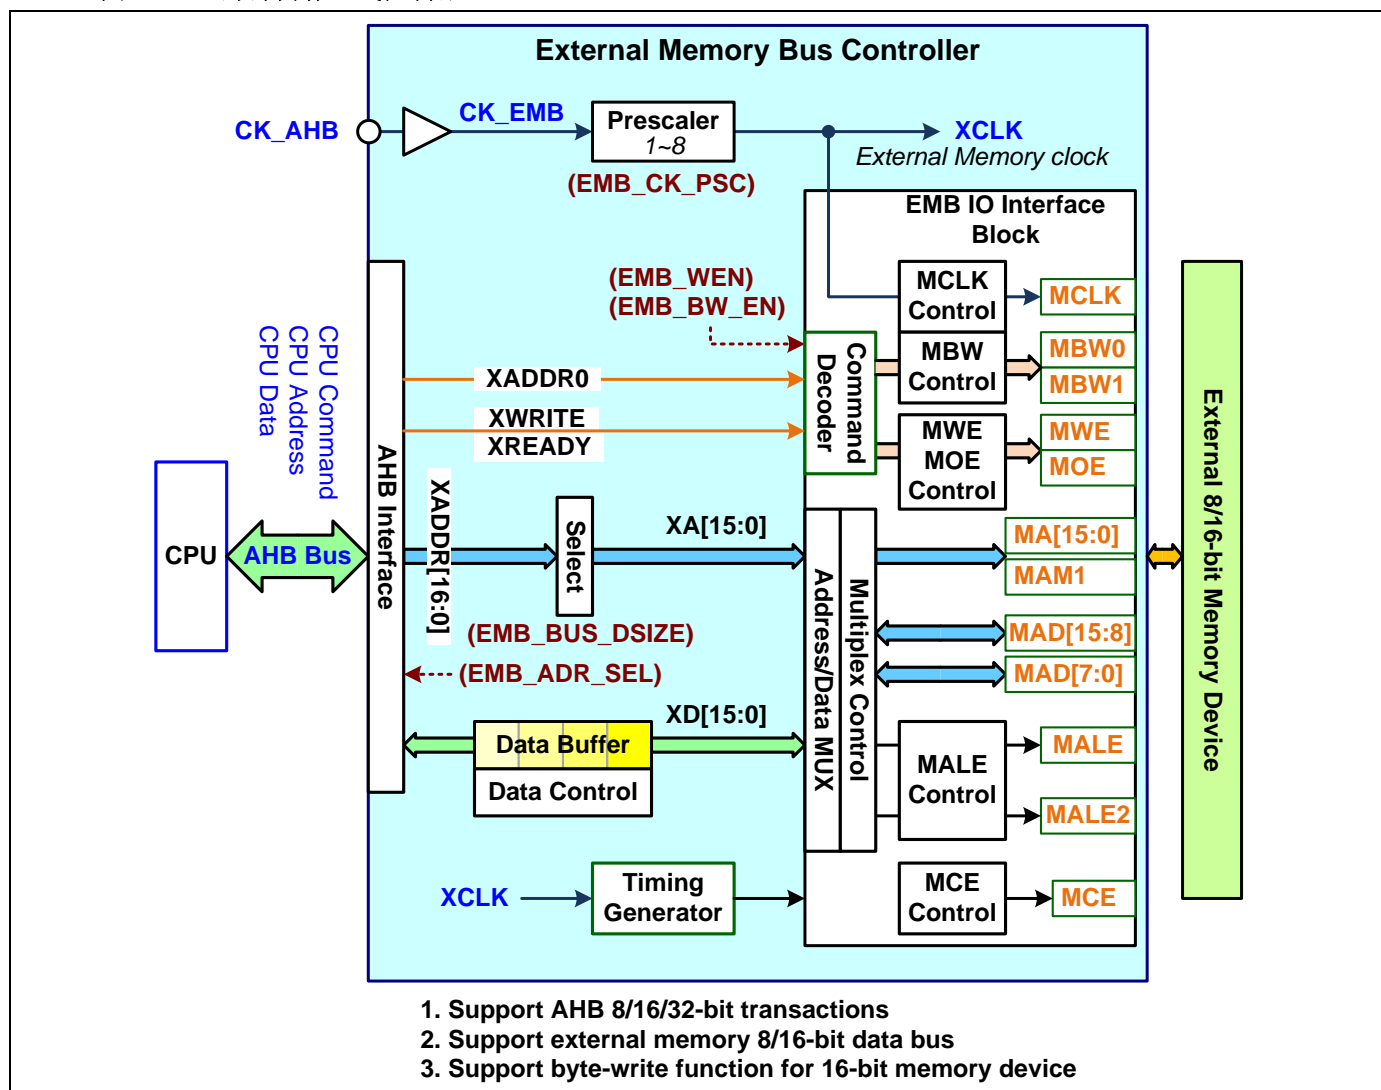 External Memory Bus Controller
CK_AHB
CK_EMB
Prescaler
1~8
(EMB_CK_PSC)
XCLK
External Memory clock
EMB IO Interface
Block
(EMB_WEN)
(EMB_BW_EN)
MCLK
Control
MCLK
CPU Command
CPU Address
CPU Data
Command
Decoder
MBW
Control
MBW0
MBW1
XADDR0
XWRITE
XREADY
MWE
MOE
Control
MWE
MOE
CPU
AHB Bus
AHB Interface
XADDR[16:0]
Select
XA[15:0]
(EMB_BUS_DSIZE)
(EMB_ADR_SEL)
Address/Data MUX
Multiplex Control
MA[15:0]
MAM1
MAD[15:8]
MAD[7:0]
External 8/16-bit Memory Device
XD[15:0]
Data Buffer
Data Control
MALE
Control
MALE
MALE2
XCLK
Timing
Generator
MCE
Control
MCE
1. Support AHB 8/16/32-bit transactions
2. Support external memory 8/16-bit data bus
3. Support byte-write function for 16-bit memory device